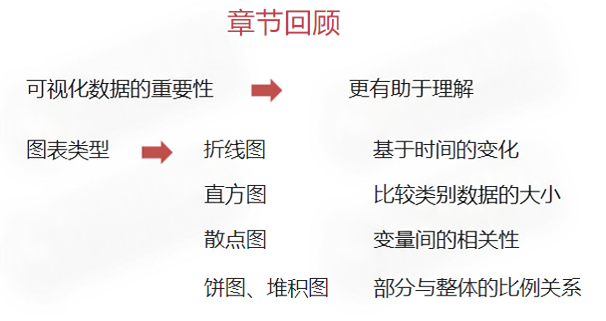 章节回顾
可视化数据的重要性 更有助于理解
图表类型 折线图 基于时间的变化
直方图 比较类别数据的大小
散点图 变量间的相关性
饼图、堆积图 部分与整体的比例关系